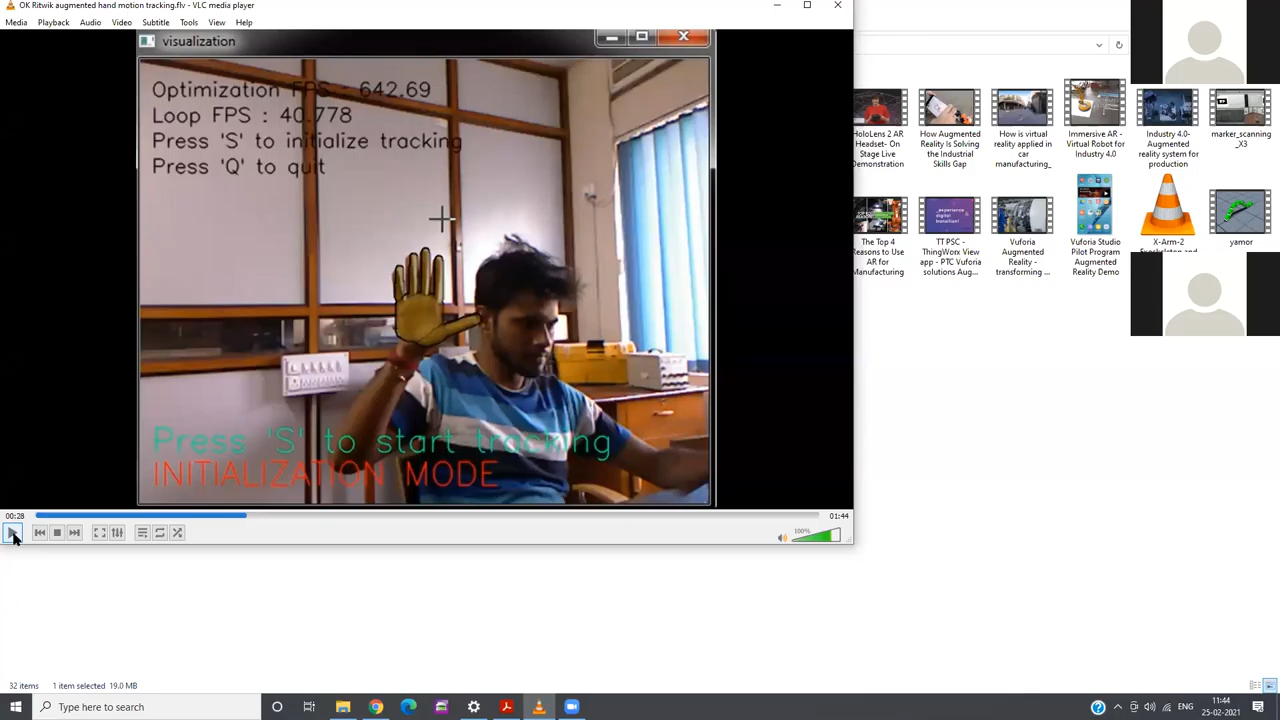 OK Ritwik augmented hand motion tracking.flv - VLC media player
Media Playback Audio Video Subtitle Tools View Help
visualization
Optimization FPS : 642.69
Loop FPS : 40.778
Press 'S' to initialize tracking
Press 'Q' to quit
Press 'S' to start tracking
INITIALIZATION MODE
00:28
01:44
100%
HoloLens 2 AR
Headset- On
Stage Live
Demonstration
How Augmented
Reality Is Solving
the Industrial
Skills Gap
How is virtual
reality applied in
car
manufacturing_
Immersive AR -
Virtual Robot for
Industry 4.0
Industry 4.0-
Augmented
reality system for
production
marker_scanning
_X3
The Top 4
Reasons to Use
AR for
Manufacturing
TT PSC -
ThingWorx View
app - PTC Vuforia
solutions Aug...
Vuforia
Augmented
Reality -
transforming ...
Vuforia Studio
Pilot Program
Augmented
Reality Demo
X-Arm-2
yamor
32 items 1 item selected 19.0 MB
Type here to search
ENG
11:44
25-02-2021